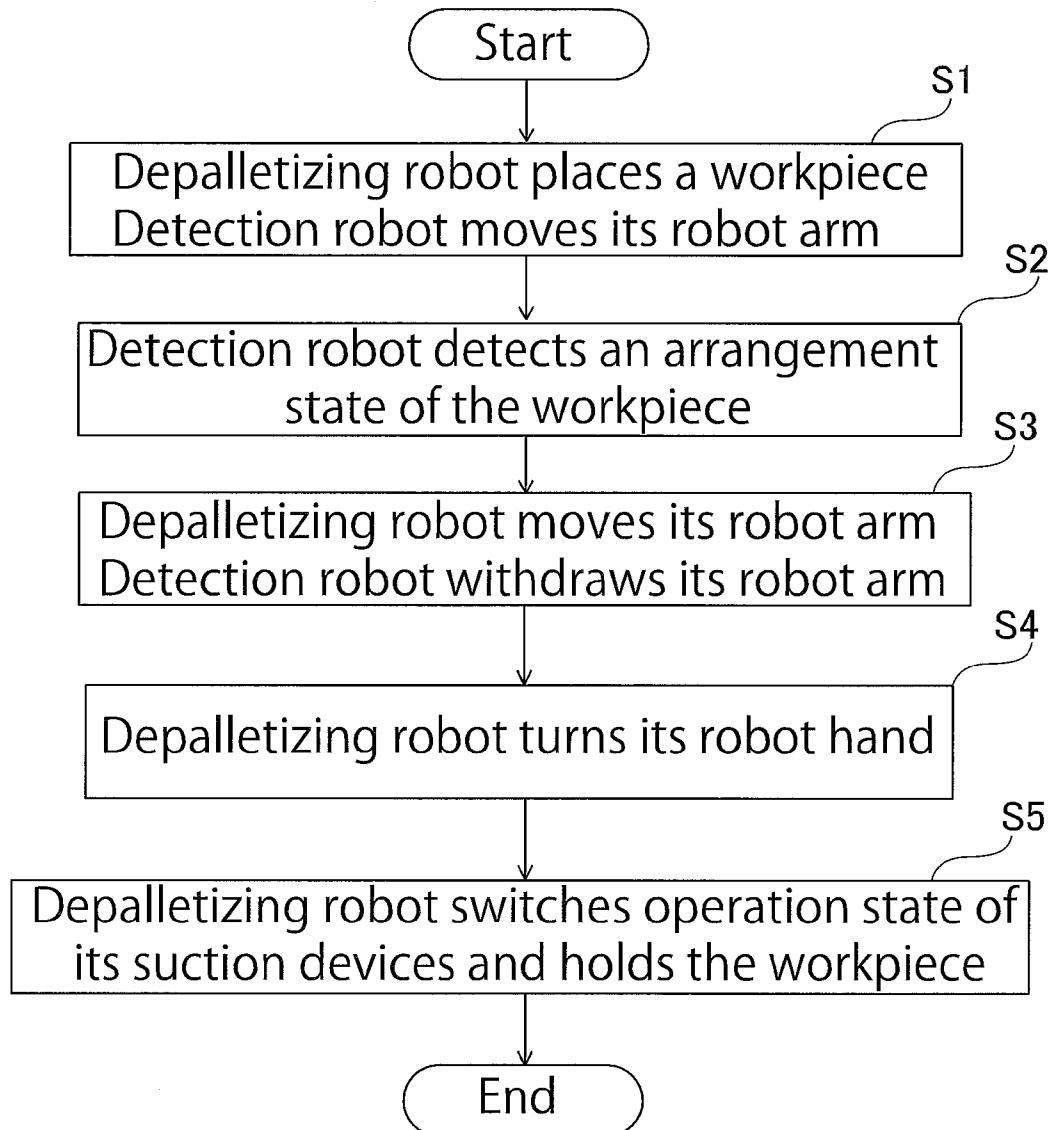 Start
S1
Depalletizing robot places a workpiece
Detection robot moves its robot arm
S2
Detection robot detects an arrangement
state of the workpiece
S3
Depalletizing robot moves its robot arm
Detection robot withdraws its robot arm
S4
Depalletizing robot turns its robot hand
S5
Depalletizing robot switches operation state of
its suction devices and holds the workpiece
End